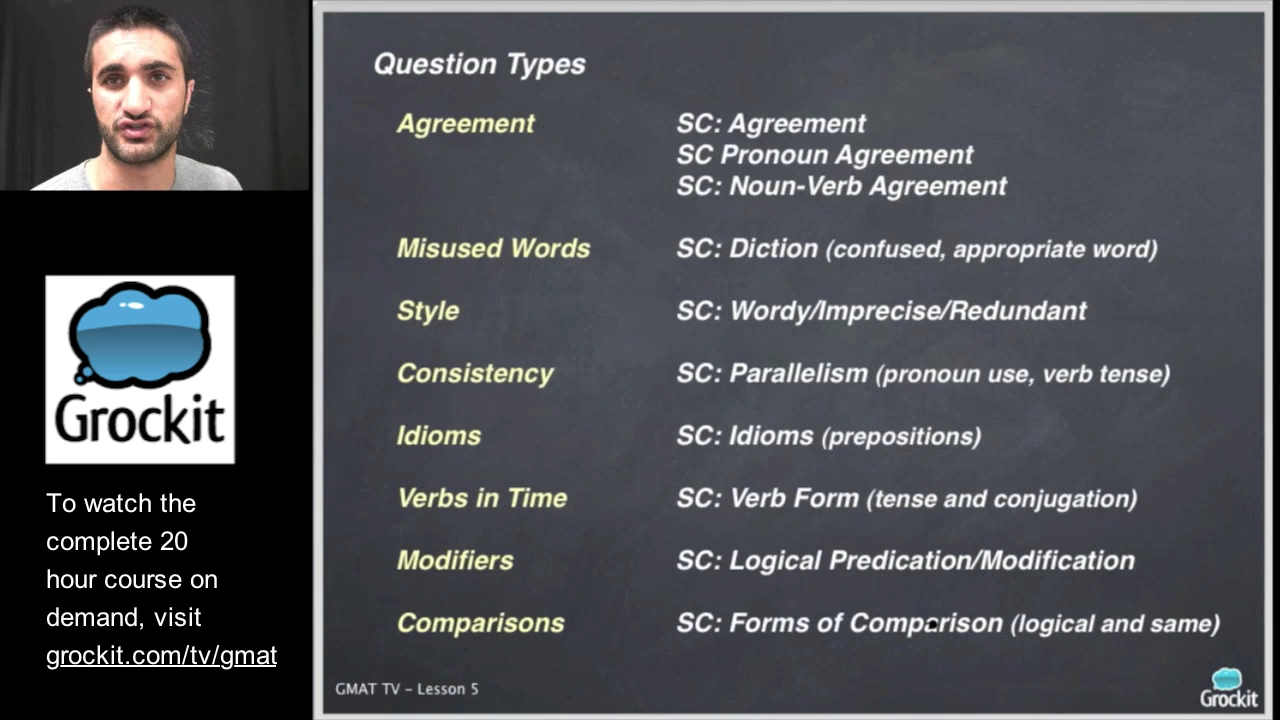 Question Types
Agreement SC: Agreement
SC Pronoun Agreement
SC: Noun-Verb Agreement
Misused Words SC: Diction (confused, appropriate word)
Style SC: Wordy/Imprecise/Redundant
Consistency SC: Parallelism (pronoun use, verb tense)
Idioms SC: Idioms (prepositions)
Verbs in Time SC: Verb Form (tense and conjugation)
Modifiers SC: Logical Predication/Modification
Comparisons SC: Forms of Comparison (logical and same)
GMAT TV – Lesson 5
Grockit
Grockit
To watch the
complete 20
hour course on
demand, visit
grockit.com/tv/gmat